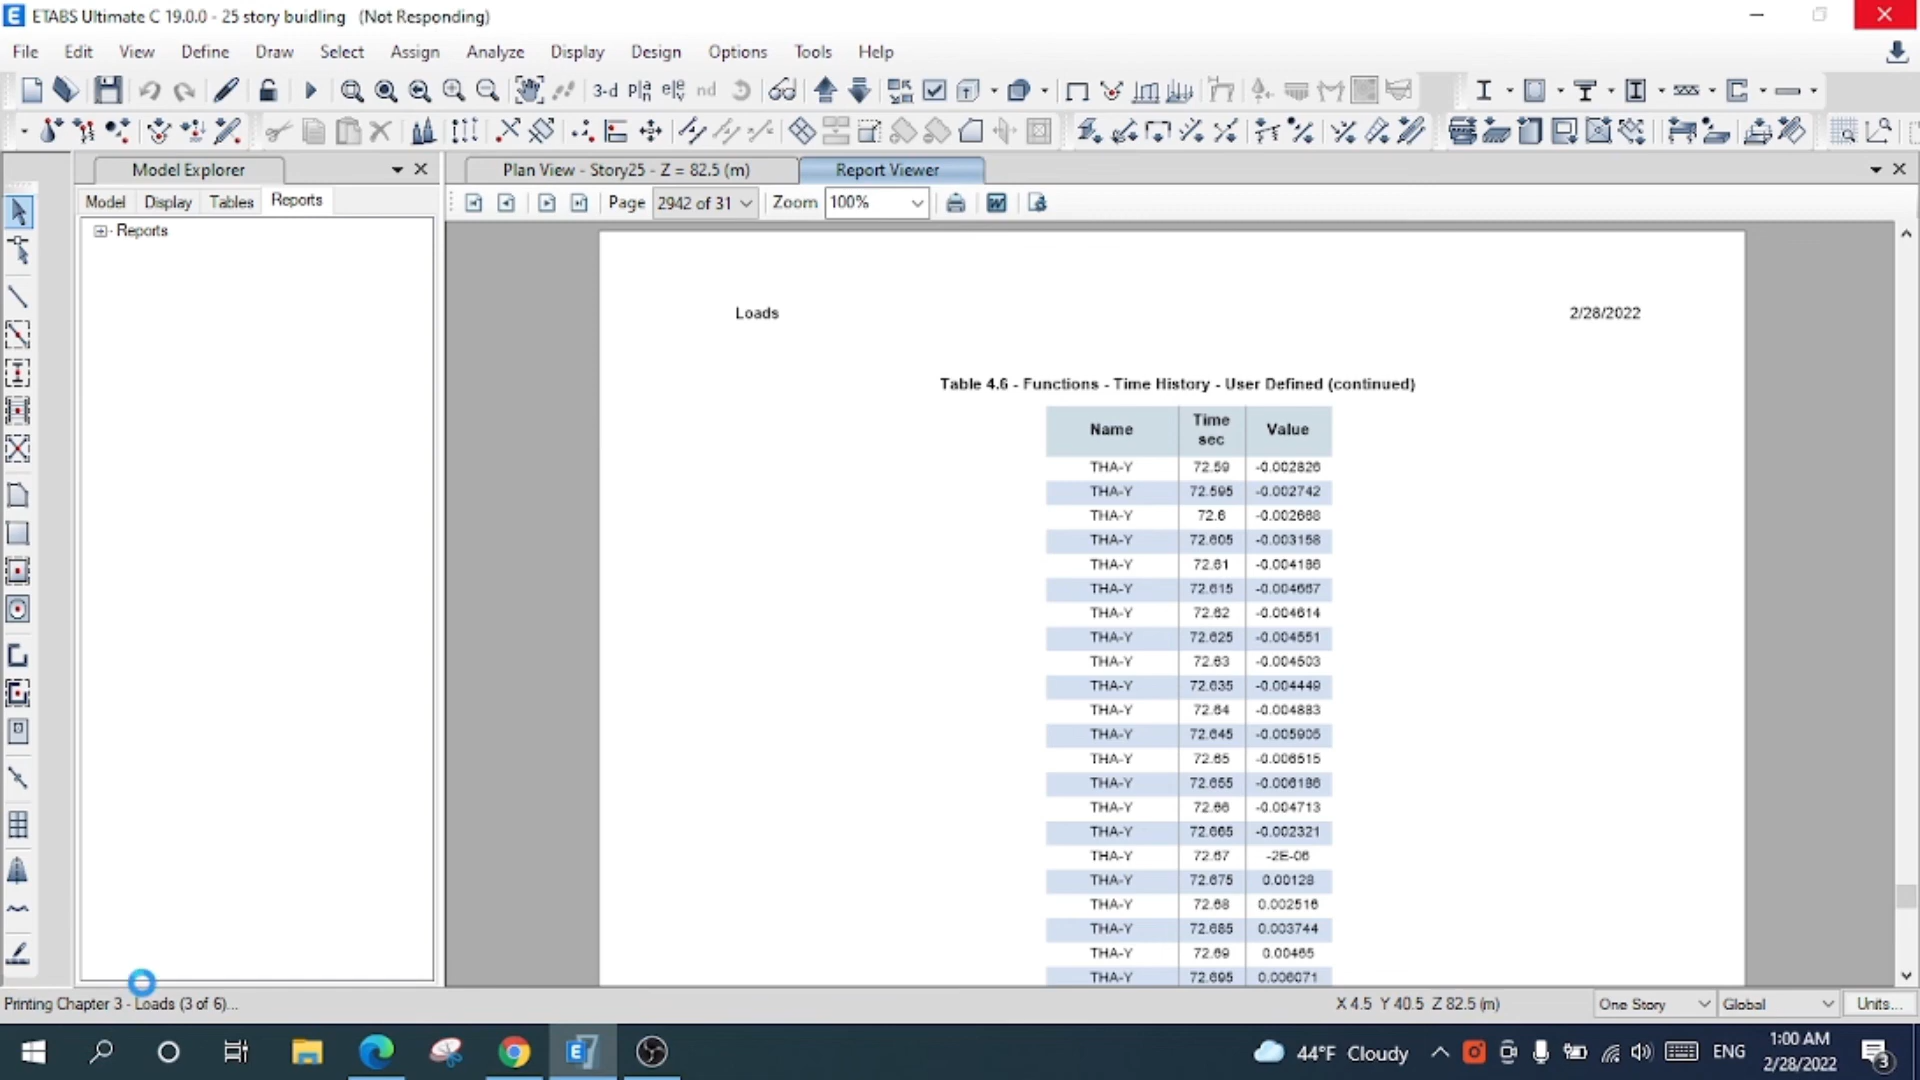 ETABS Ultimate C 19.0.0 - 25 story buidling (Not Responding)
File Edit View Define Draw Select Assign Analyze Display Design Options Tools Help
3-d
nd
Model Explorer
Plan View - Story25 - Z = 82.5 (m)
Report Viewer
Model Display Tables Reports
Page 2942 of 31 Zoom 100%
Reports
Loads 2/28/2022
Table 4.6 - Functions - Time History - User Defined (continued)
Name Time sec Value
THA-Y 72.59 -0.002826
THA-Y 72.595 -0.002742
THA-Y 72.6 -0.002668
THA-Y 72.605 -0.003158
THA-Y 72.61 -0.004186
THA-Y 72.615 -0.004667
THA-Y 72.62 -0.004614
THA-Y 72.625 -0.004551
THA-Y 72.63 -0.004503
THA-Y 72.635 -0.004449
THA-Y 72.64 -0.004883
THA-Y 72.645 -0.005905
THA-Y 72.65 -0.006515
THA-Y 72.655 -0.006186
THA-Y 72.66 -0.004713
THA-Y 72.665 -0.002321
THA-Y 72.67 -2E-06
THA-Y 72.675 0.00128
THA-Y 72.68 0.002516
THA-Y 72.685 0.003744
THA-Y 72.69 0.00465
THA-Y 72.695 0.006071
Printing Chapter 3 - Loads (3 of 6)...
X 4.5 Y 40.5 Z 82.5 (m)
One Story Global Units...
44°F Cloudy
ENG
1:00 AM
2/28/2022
3